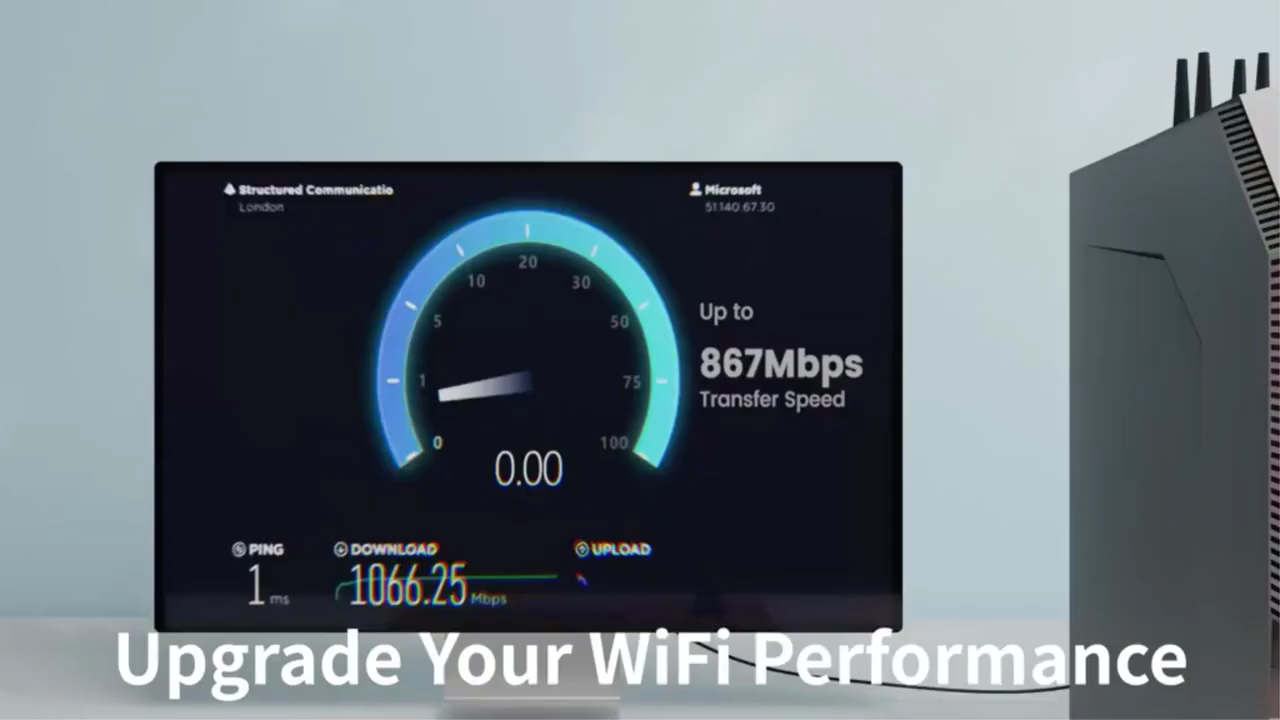 Structured Communicatio
London
Microsoft
51.140.67.30
0
1
5
10
20
30
50
75
100
0.00
Up to
867Mbps
Transfer Speed
PING
1 ms
DOWNLOAD
1066.25 Mbps
UPLOAD
Upgrade Your WiFi Performance